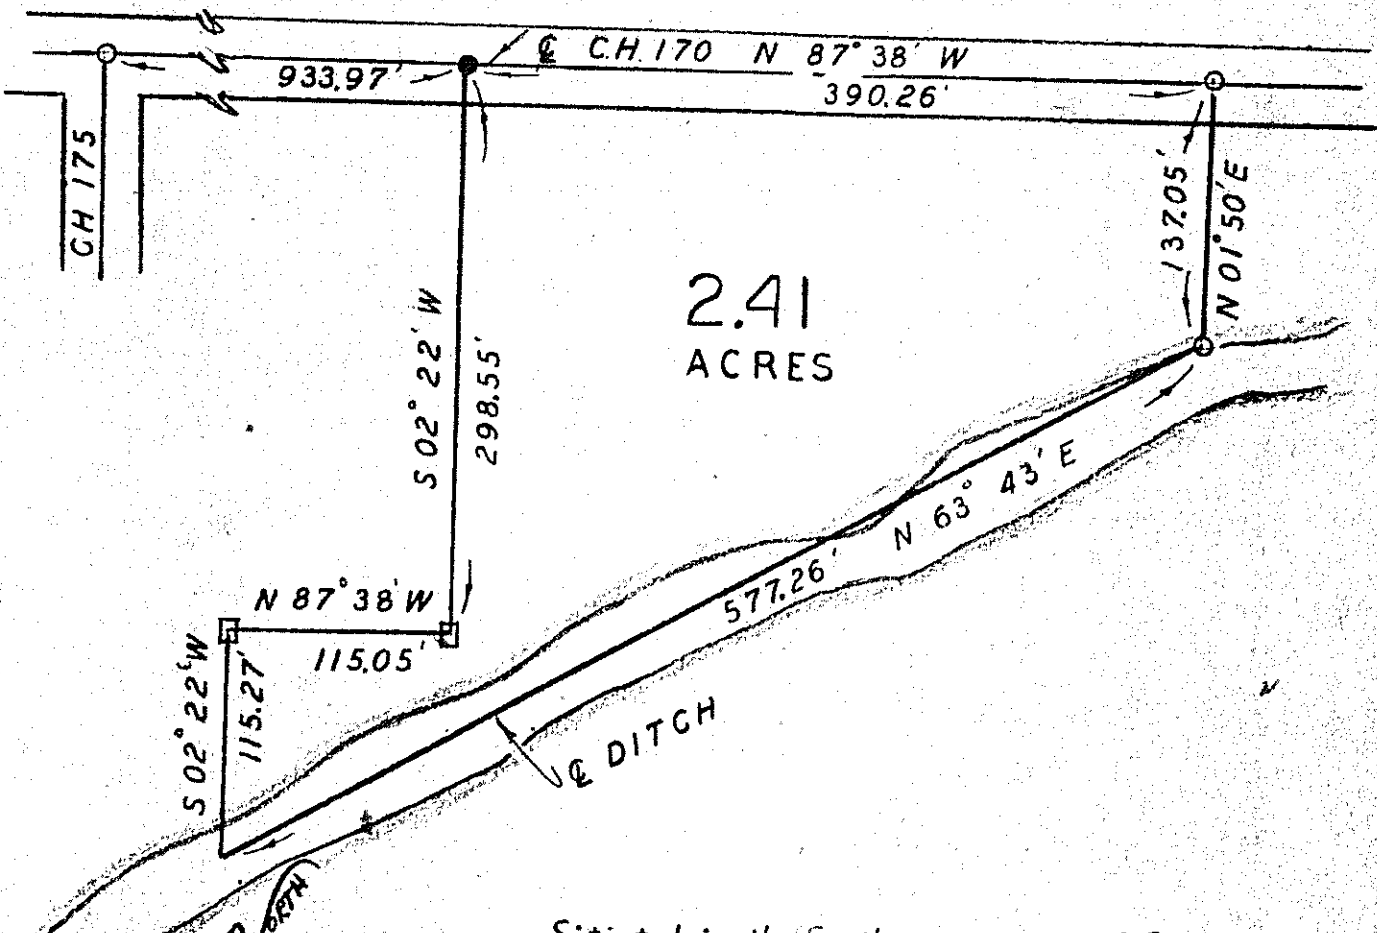 ℄ C.H. 170 N 87° 38' W
933.97'
390.26'
CH 175
137.05'
N 01° 50' E
2.41
ACRES
S 02° 22' W
298.55'
N 87° 38' W
115.05'
S 02° 22' W
115.27'
N 63° 43' E
577.26'
℄ DITCH